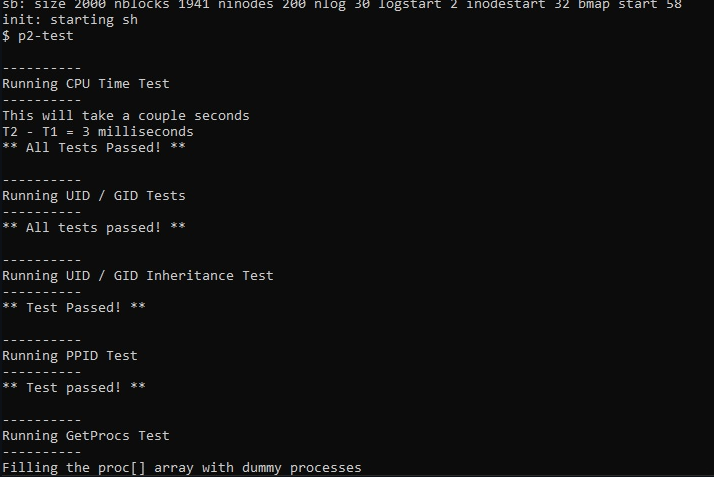 sb: size 2000 nblocks 1941 ninodes 200 nlog 30 logstart 2 inodestart 32 bmap start 58
init: starting sh
$ p2-test
----------
Running CPU Time Test
----------
This will take a couple seconds
T2 - T1 = 3 milliseconds
** All Tests Passed! **
----------
Running UID / GID Tests
----------
** All tests passed! **
----------
Running UID / GID Inheritance Test
----------
** Test Passed! **
----------
Running PPID Test
----------
** Test passed! **
----------
Running GetProcs Test
----------
Filling the proc[] array with dummy processes